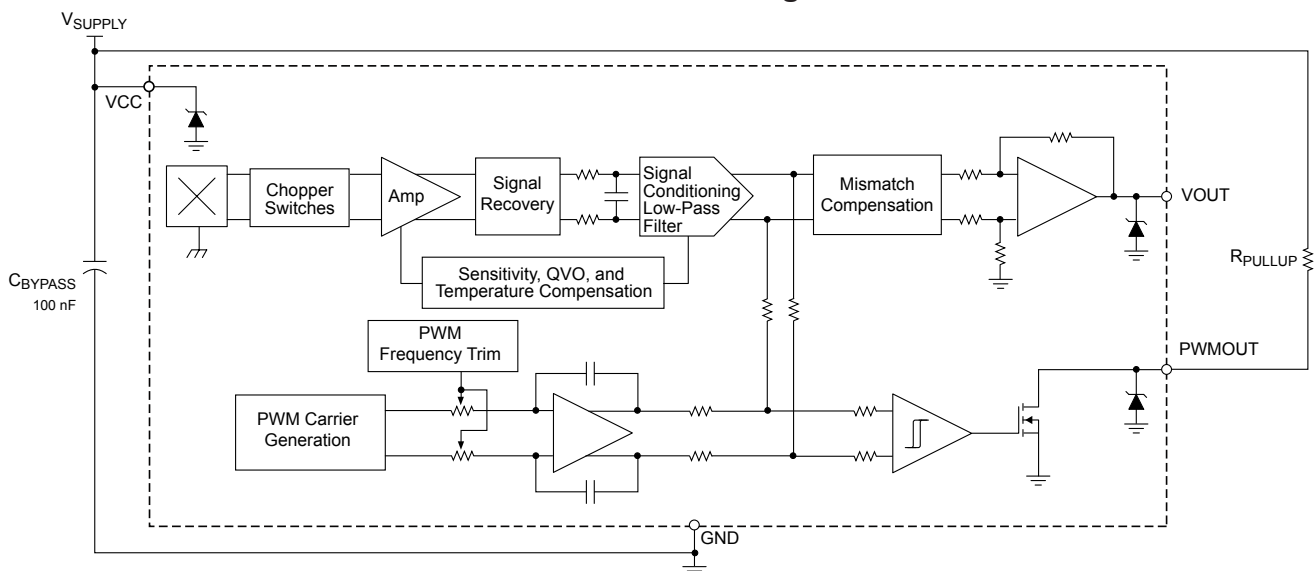 VSUPPLY
VCC
Chopper
Switches
Amp
Signal
Recovery
Signal
Conditioning
Low-Pass
Filter
Mismatch
Compensation
VOUT
CBYPASS
100 nF
Sensitivity, QVO, and
Temperature Compensation
RPULLUP
PWM
Frequency Trim
PWMOUT
PWM Carrier
Generation
GND